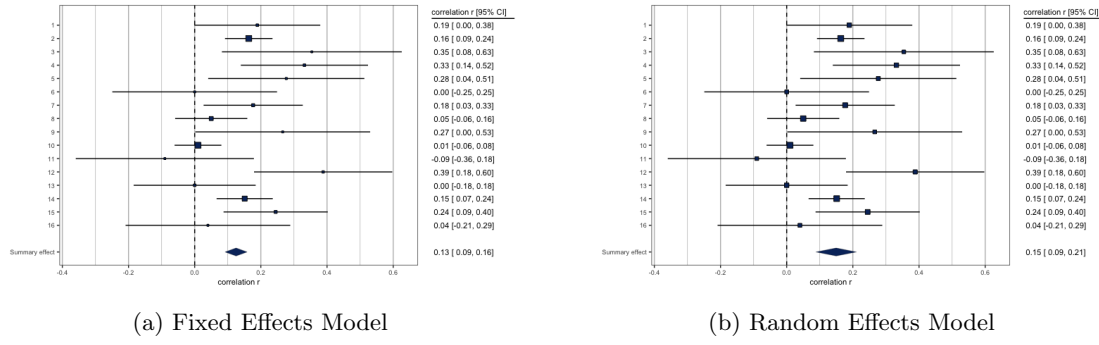 correlation r [95% CI]
1 0.19 [ 0.00, 0.38]
2 0.16 [ 0.09, 0.24]
3 0.35 [ 0.08, 0.63]
4 0.33 [ 0.14, 0.52]
5 0.28 [ 0.04, 0.51]
6 0.00 [-0.25, 0.25]
7 0.18 [ 0.03, 0.33]
8 0.05 [-0.06, 0.16]
9 0.27 [ 0.00, 0.53]
10 0.01 [-0.06, 0.08]
11 -0.09 [-0.36, 0.18]
12 0.39 [ 0.18, 0.60]
13 0.00 [-0.18, 0.18]
14 0.15 [ 0.07, 0.24]
15 0.24 [ 0.09, 0.40]
16 0.04 [-0.21, 0.29]
Summary effect 0.13 [ 0.09, 0.16]
-0.4 -0.2 0.0 0.2 0.4 0.6
correlation r
(a) Fixed Effects Model
correlation r [95% CI]
1 0.19 [ 0.00, 0.38]
2 0.16 [ 0.09, 0.24]
3 0.35 [ 0.08, 0.63]
4 0.33 [ 0.14, 0.52]
5 0.28 [ 0.04, 0.51]
6 0.00 [-0.25, 0.25]
7 0.18 [ 0.03, 0.33]
8 0.05 [-0.06, 0.16]
9 0.27 [ 0.00, 0.53]
10 0.01 [-0.06, 0.08]
11 -0.09 [-0.36, 0.18]
12 0.39 [ 0.18, 0.60]
13 0.00 [-0.18, 0.18]
14 0.15 [ 0.07, 0.24]
15 0.24 [ 0.09, 0.40]
16 0.04 [-0.21, 0.29]
Summary effect 0.15 [ 0.09, 0.21]
-0.4 -0.2 0.0 0.2 0.4 0.6
correlation r
(b) Random Effects Model